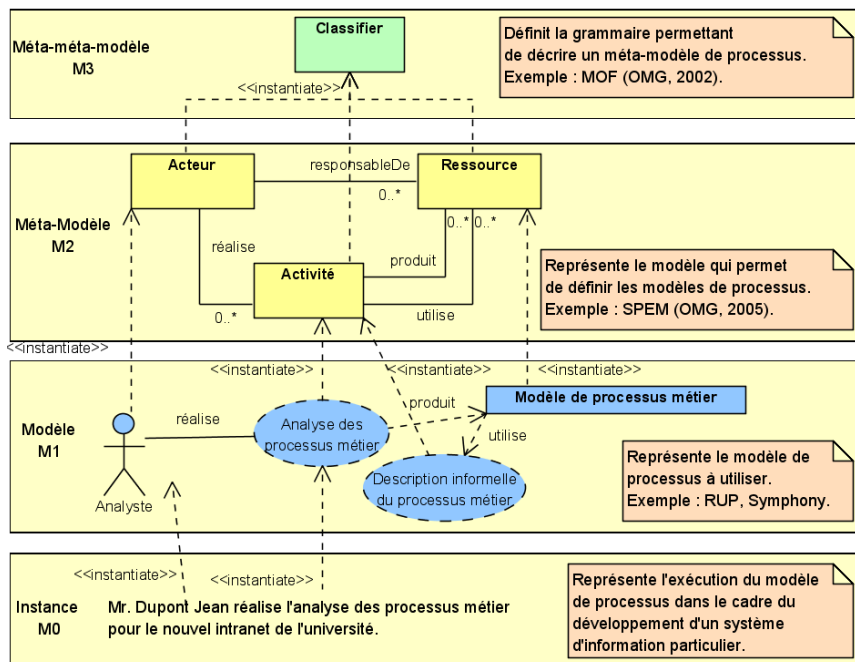 Classifier
Méta-méta-modèle
M3
<<instantiate>>
Définit la grammaire permettant
de décrire un méta-modèle de processus.
Exemple : MOF (OMG, 2002).
Acteur
responsableDe
0..*
Ressource
Méta-Modèle
M2
réalise
0..*
0..*
produit
Activité
0..*
utilise
Représente le modèle qui permet
de définir les modèles de processus.
Exemple : SPEM (OMG, 2005).
<<instantiate>>
<<instantiate>>
<<instantiate>>
<<instantiate>>
Modèle
M1
réalise
Analyse des
processus métier
produit
Modèle de processus métier
utilise
Description informelle
du processus métier
Analyste
Représente le modèle de
processus à utiliser.
Exemple : RUP, Symphony.
<<instantiate>>
<<instantiate>>
Instance
M0
Mr. Dupont Jean réalise l'analyse des processus métier
pour le nouvel intranet de l'université.
Représente l'exécution du modèle
de processus dans le cadre du
développement d'un système
d'information particulier.